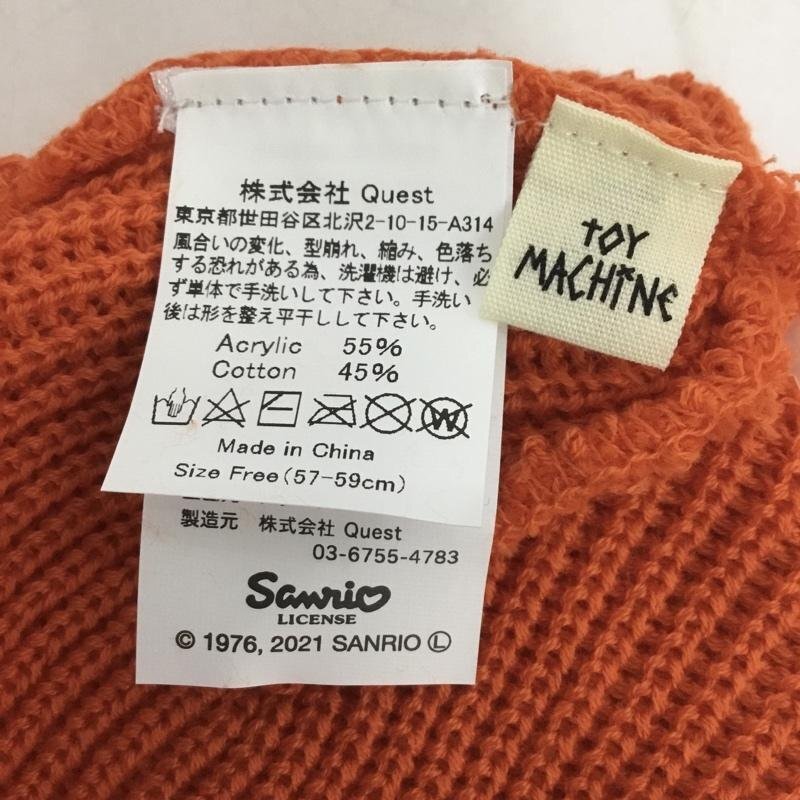 株式会社 Quest
東京都世田谷区北沢2-10-15-A314
風合いの変化、型崩れ、縮み、色落ち
する恐れがある為、洗濯機は避け、必
ず単体で手洗いして下さい。手洗い
後は形を整え平干しして下さい。
Acrylic 55%
Cotton 45%
W
Made in China
Size Free(57-59cm)
製造元 株式会社 Quest
03-6755-4783
Sanrio
LICENSE
© 1976, 2021 SANRIO Ⓛ
TOY
MACHiNE